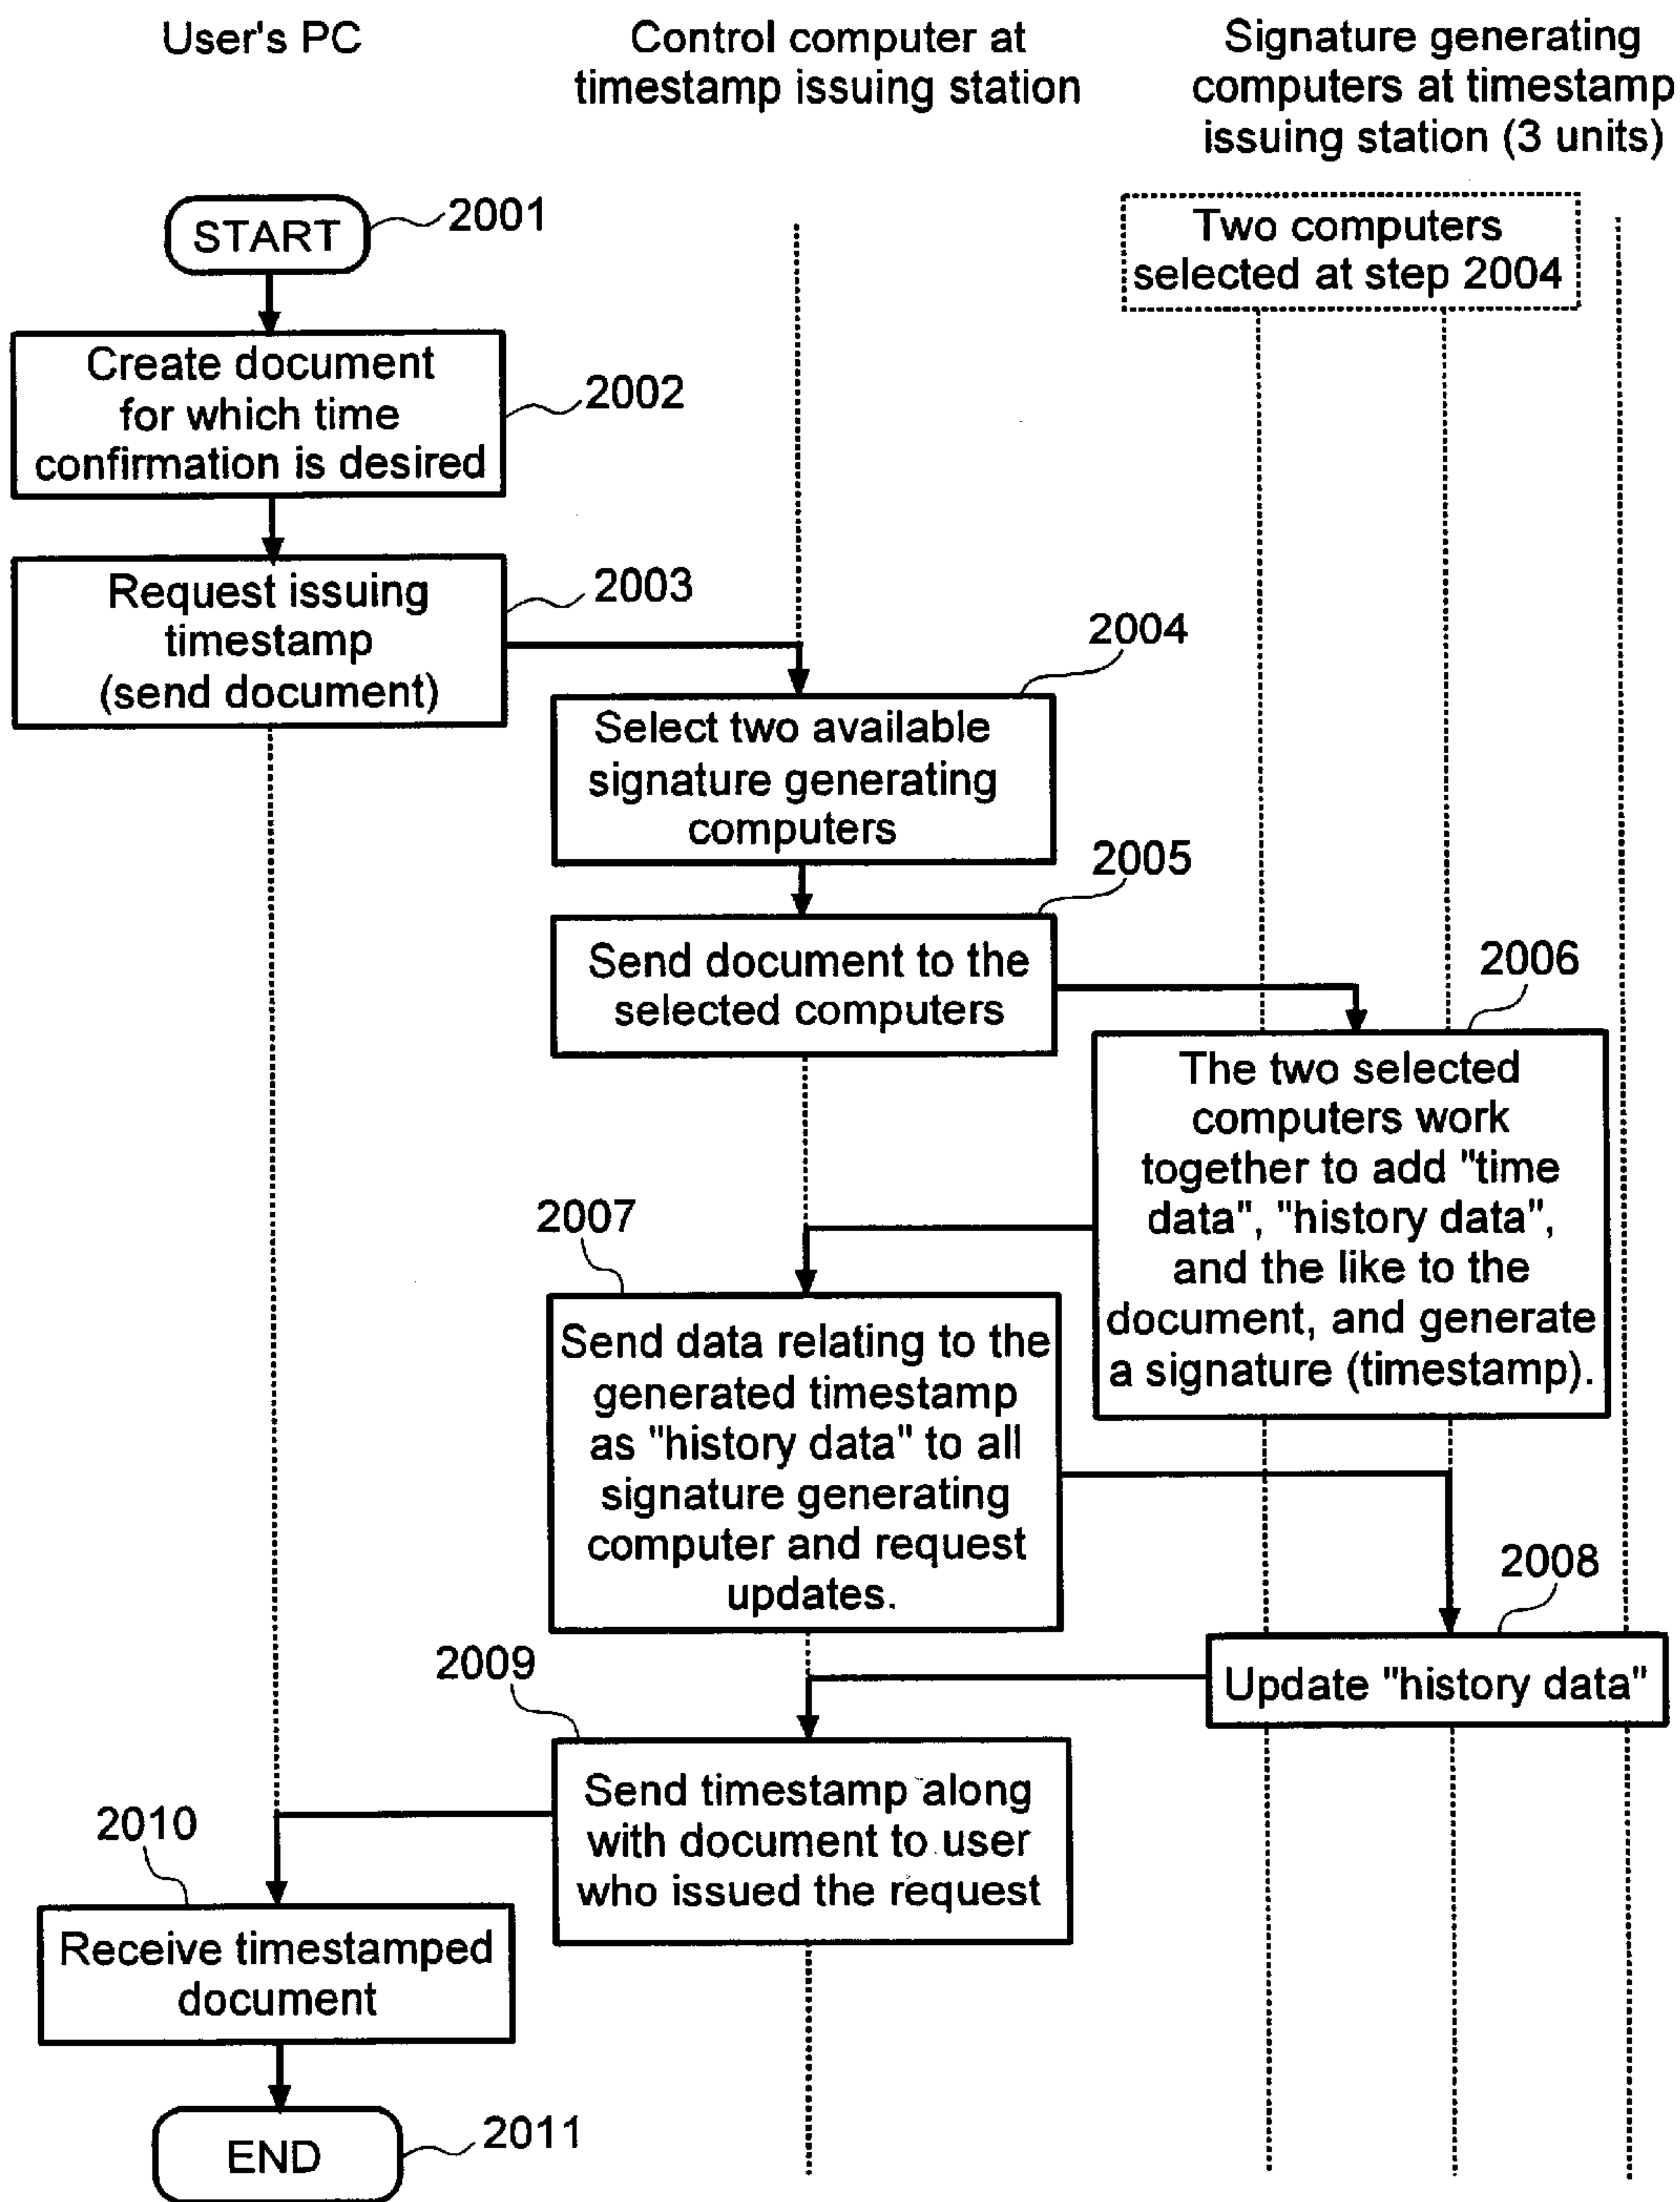 User's PC
Control computer at
timestamp issuing station
Signature generating
computers at timestamp
issuing station (3 units)
START
2001
Two computers
selected at step 2004
Create document
for which time
confirmation is desired
2002
Request issuing
timestamp
(send document)
2003
2004
Select two available
signature generating
computers
2005
Send document to the
selected computers
2006
The two selected
computers work
together to add "time
data", "history data",
and the like to the
document, and generate
a signature (timestamp).
2007
Send data relating to the
generated timestamp
as "history data" to all
signature generating
computer and request
updates.
2008
Update "history data"
2009
Send timestamp along
with document to user
who issued the request
2010
Receive timestamped
document
END
2011